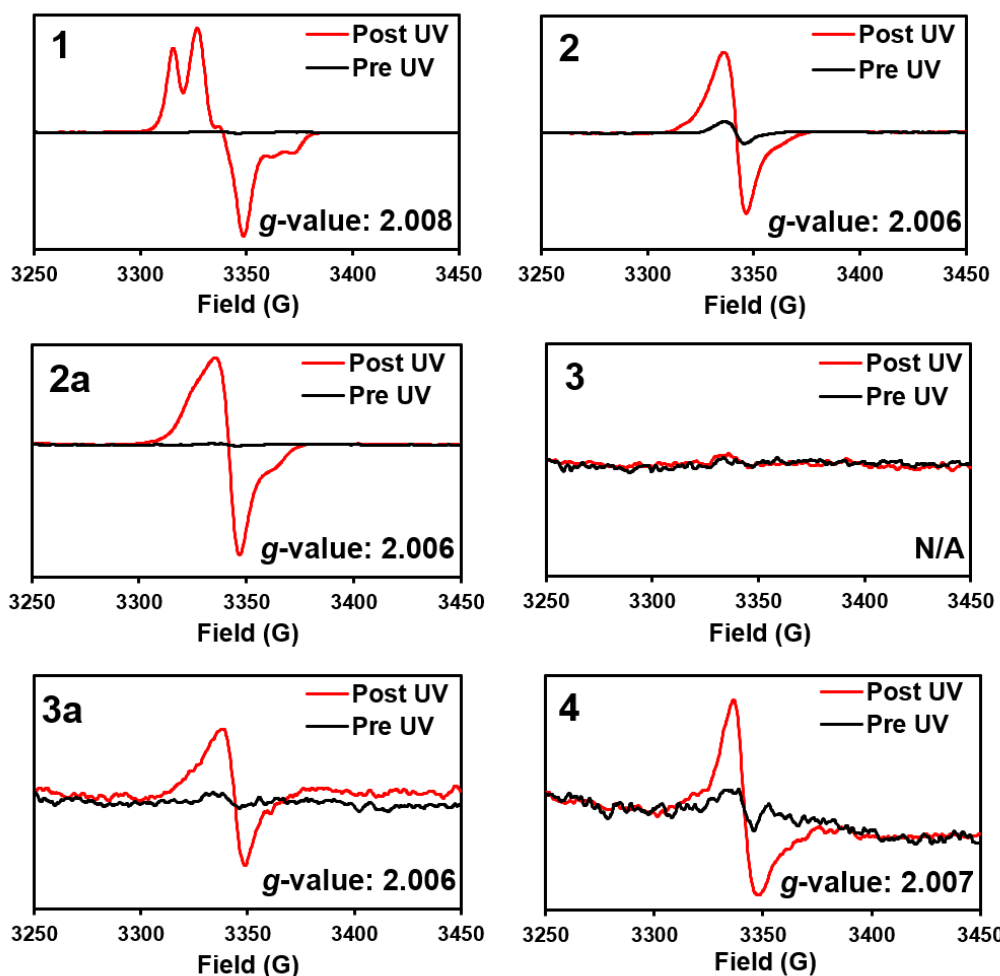 1
Post UV
Pre UV
g-value: 2.008
3250 3300 3350 3400 3450
Field (G)
2
Post UV
Pre UV
g-value: 2.006
3250 3300 3350 3400 3450
Field (G)
2a
Post UV
Pre UV
g-value: 2.006
3250 3300 3350 3400 3450
Field (G)
3
Post UV
Pre UV
N/A
3250 3300 3350 3400 3450
Field (G)
3a
Post UV
Pre UV
g-value: 2.006
3250 3300 3350 3400 3450
Field (G)
4
Post UV
Pre UV
g-value: 2.007
3250 3300 3350 3400 3450
Field (G)